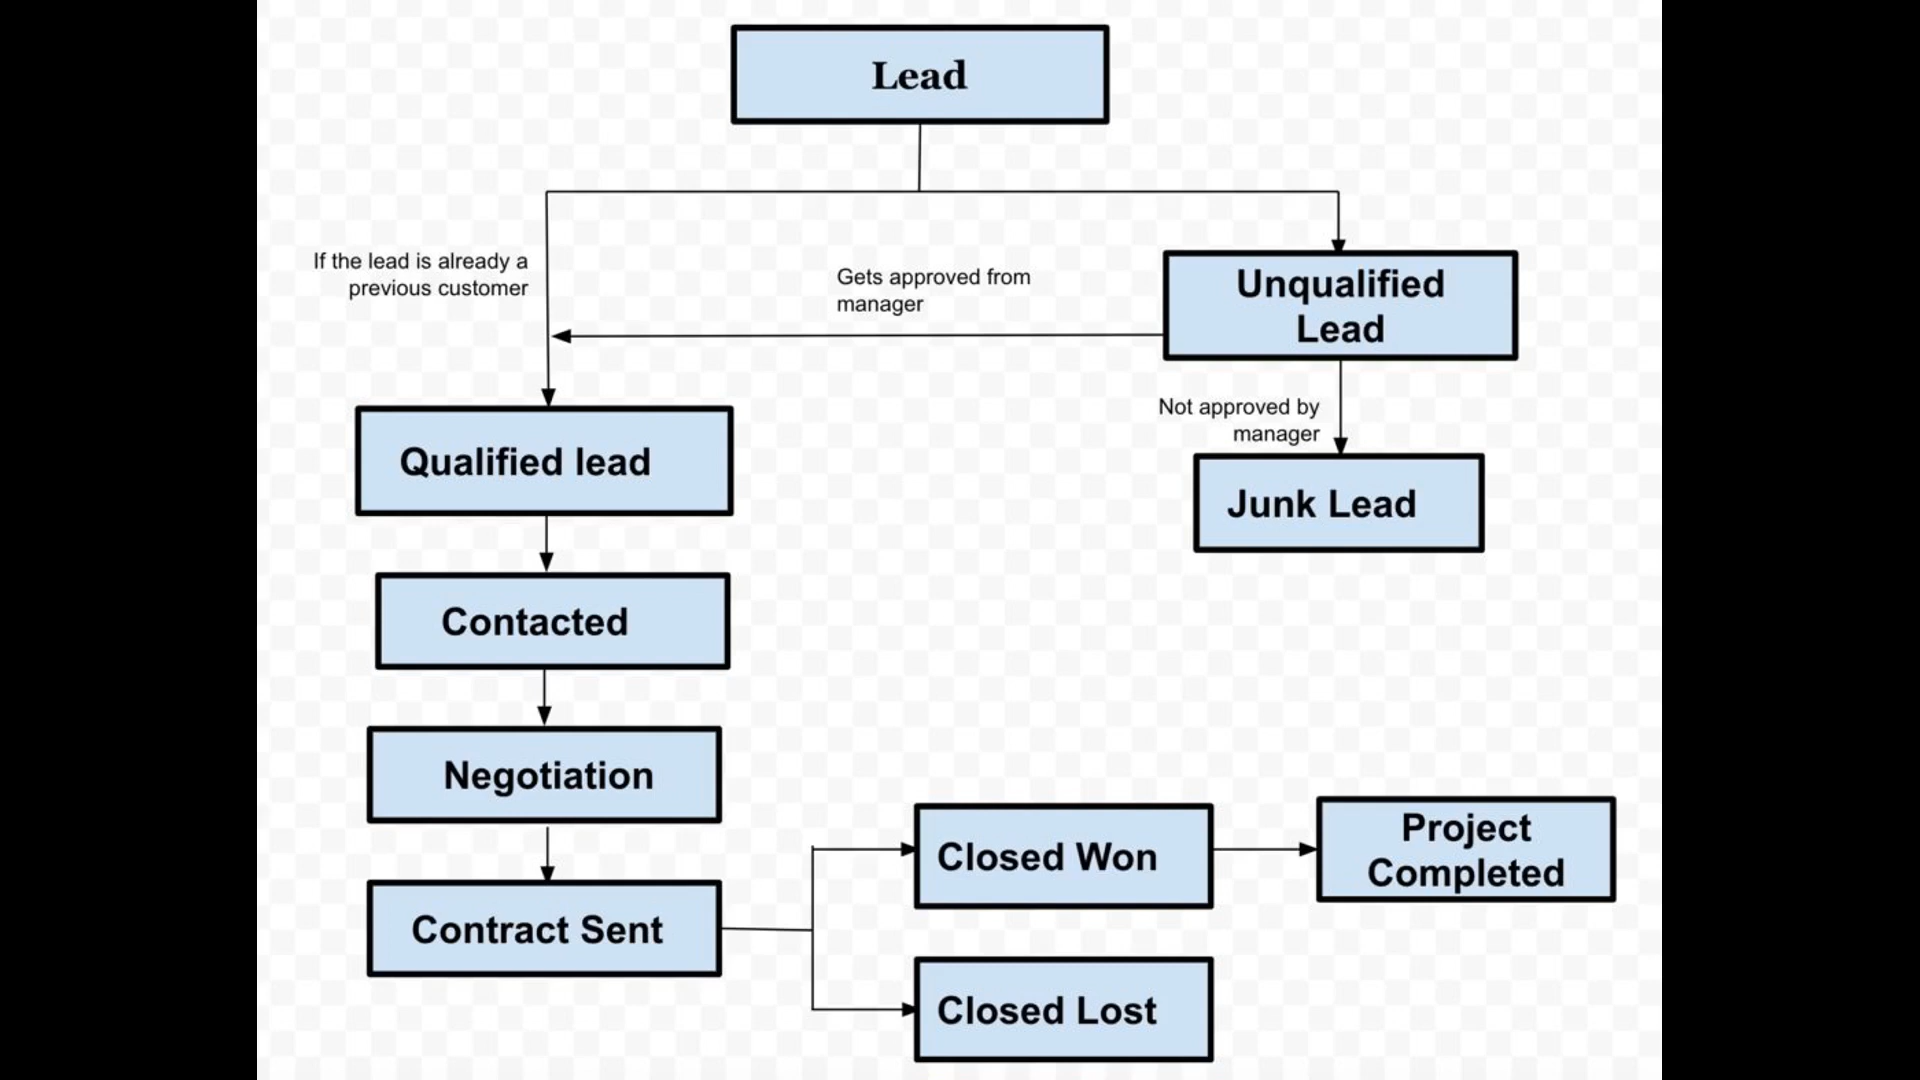 Lead
If the lead is already a
previous customer
Gets approved from
manager
Unqualified
Lead
Not approved by
manager
Qualified lead
Junk Lead
Contacted
Negotiation
Contract Sent
Closed Won
Project
Completed
Closed Lost